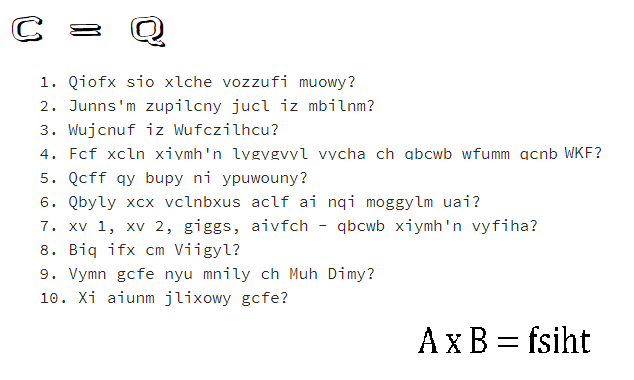 C = Q
1. Qiofx sio xlche vozzufi muowy?
2. Junns'm zupilcny jucl iz mbilnm?
3. Wujcnuf iz Wufczilhcu?
4. Fcf xcln xiymh'n lygygvyl vycha ch qbcwb wfumm qcnb WKF?
5. Qcff qy bupy ni ypuwouny?
6. Qbyly xcx vclnbxus aclf ai nqi moggylm uai?
7. xv 1, xv 2, giggs, aivfch - qbcwb xiymh'n vyfiha?
8. Biq ifx cm Viigyl?
9. Vymn gcfe nyu mnily ch Muh Dimy?
10. Xi aiunm jlixowy gcfe?
A x B = fsiht